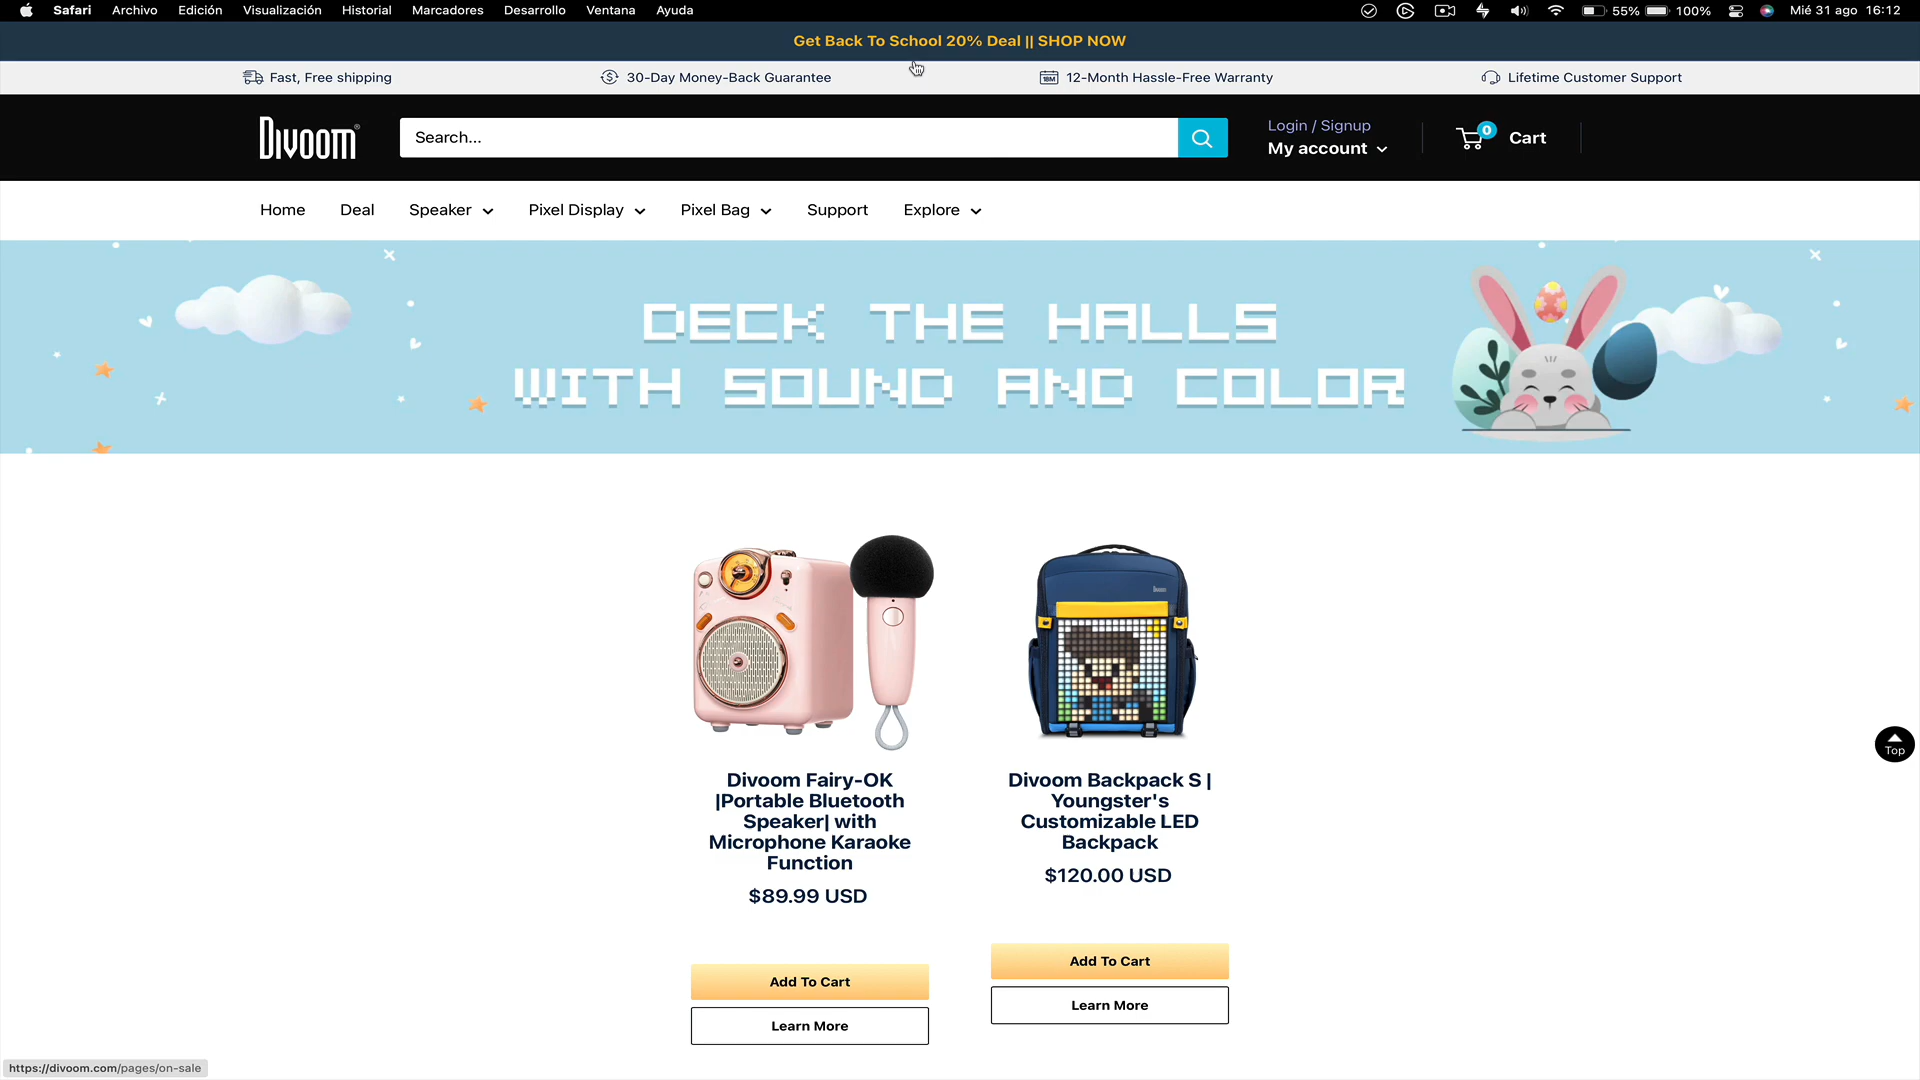 Safari Archivo Edición Visualización Historial Marcadores Desarrollo Ventana Ayuda 55% 100% Mié 31 ago 16:12
Get Back To School 20% Deal || SHOP NOW
Fast, Free shipping 30-Day Money-Back Guarantee 12-Month Hassle-Free Warranty Lifetime Customer Support
Divoom® Search... Login / Signup
My account 0 Cart
Home Deal Speaker Pixel Display Pixel Bag Support Explore
DECK THE HALLS
WITH SOUND AND COLOR
Top
Divoom Fairy-OK
|Portable Bluetooth
Speaker| with
Microphone Karaoke
Function
$89.99 USD
Add To Cart
Learn More
Divoom Backpack S |
Youngster's
Customizable LED
Backpack
$120.00 USD
Add To Cart
Learn More
https://divoom.com/pages/on-sale